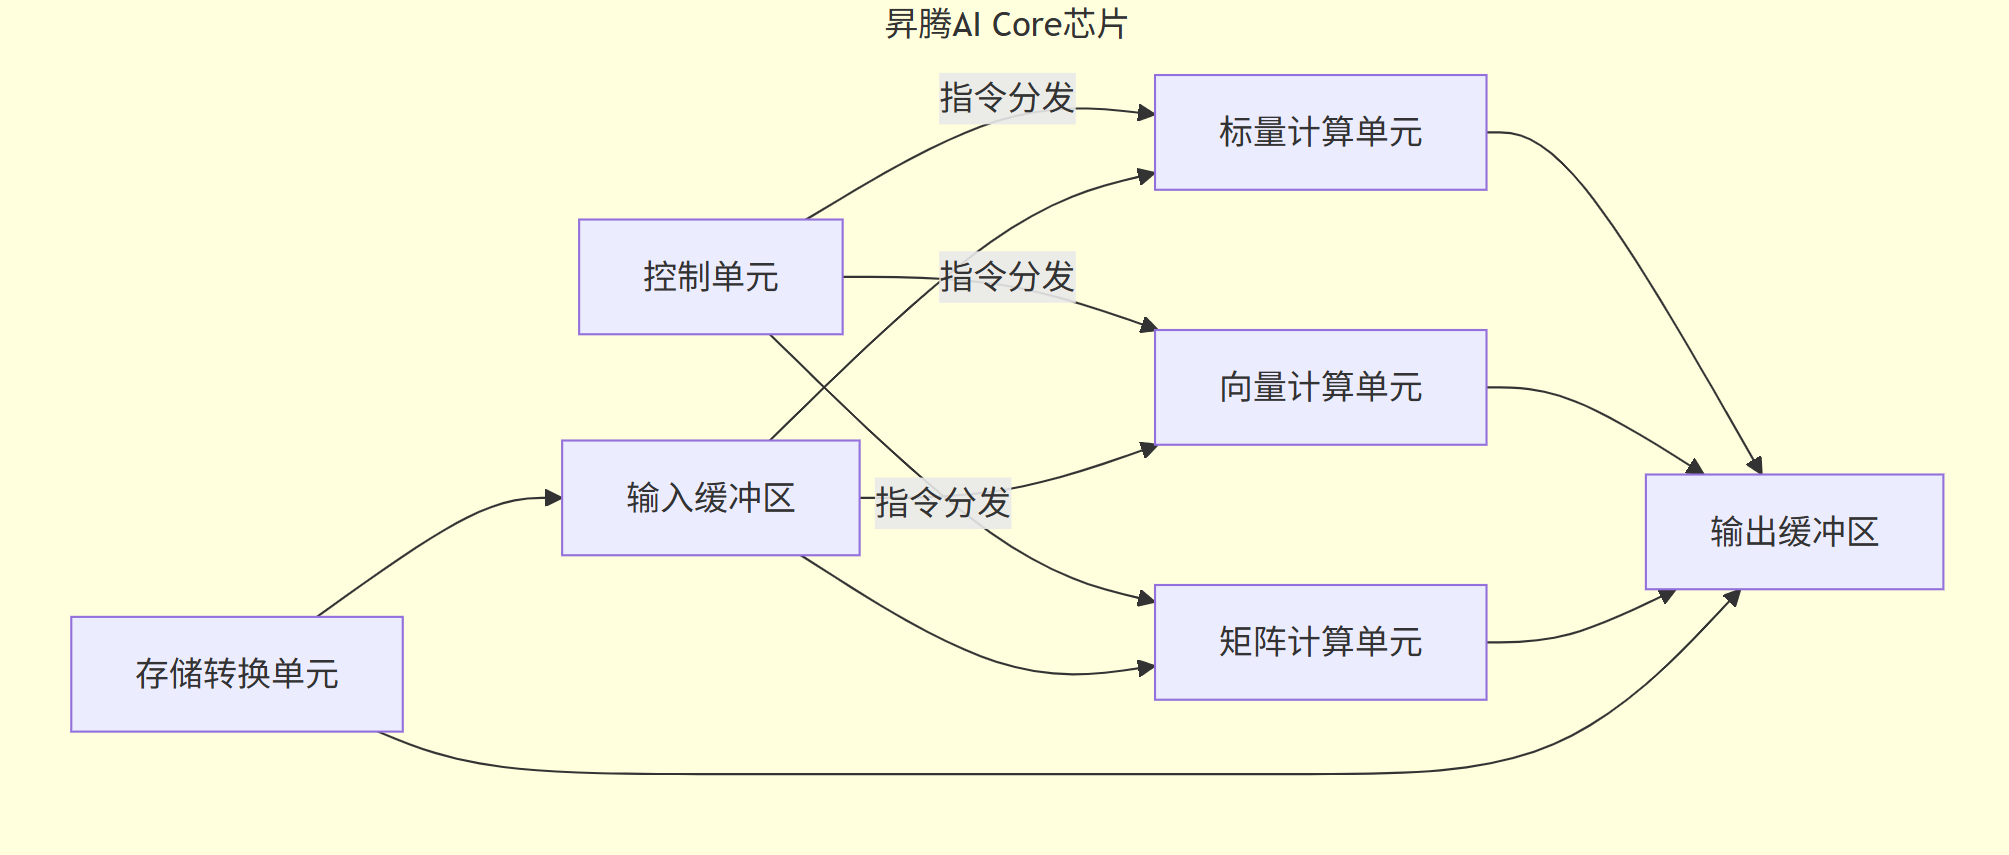 昇腾AI Core芯片
指令分发
标量计算单元
控制单元
指令分发
向量计算单元
输入缓冲区
指令分发
输出缓冲区
矩阵计算单元
存储转换单元